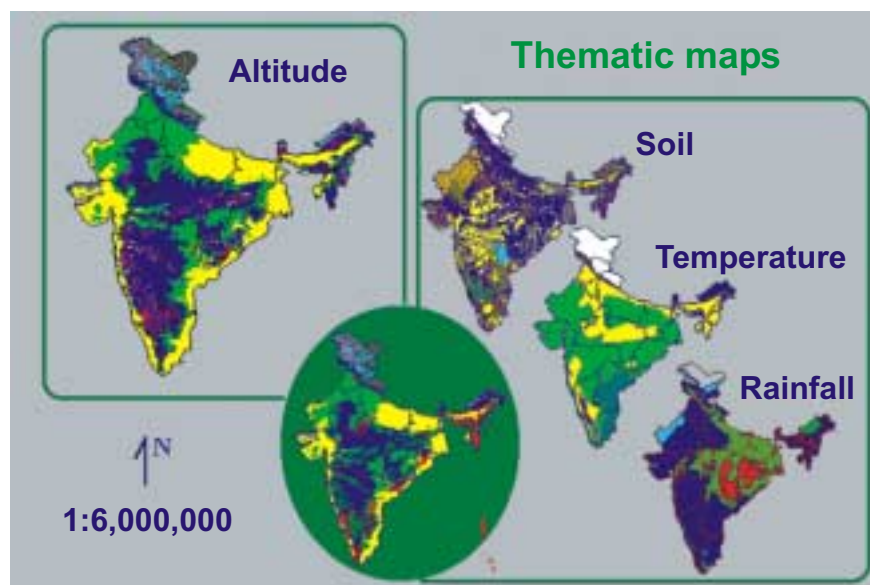 Thematic maps
Altitude
Soil
Temperature
Rainfall
N
1:6,000,000